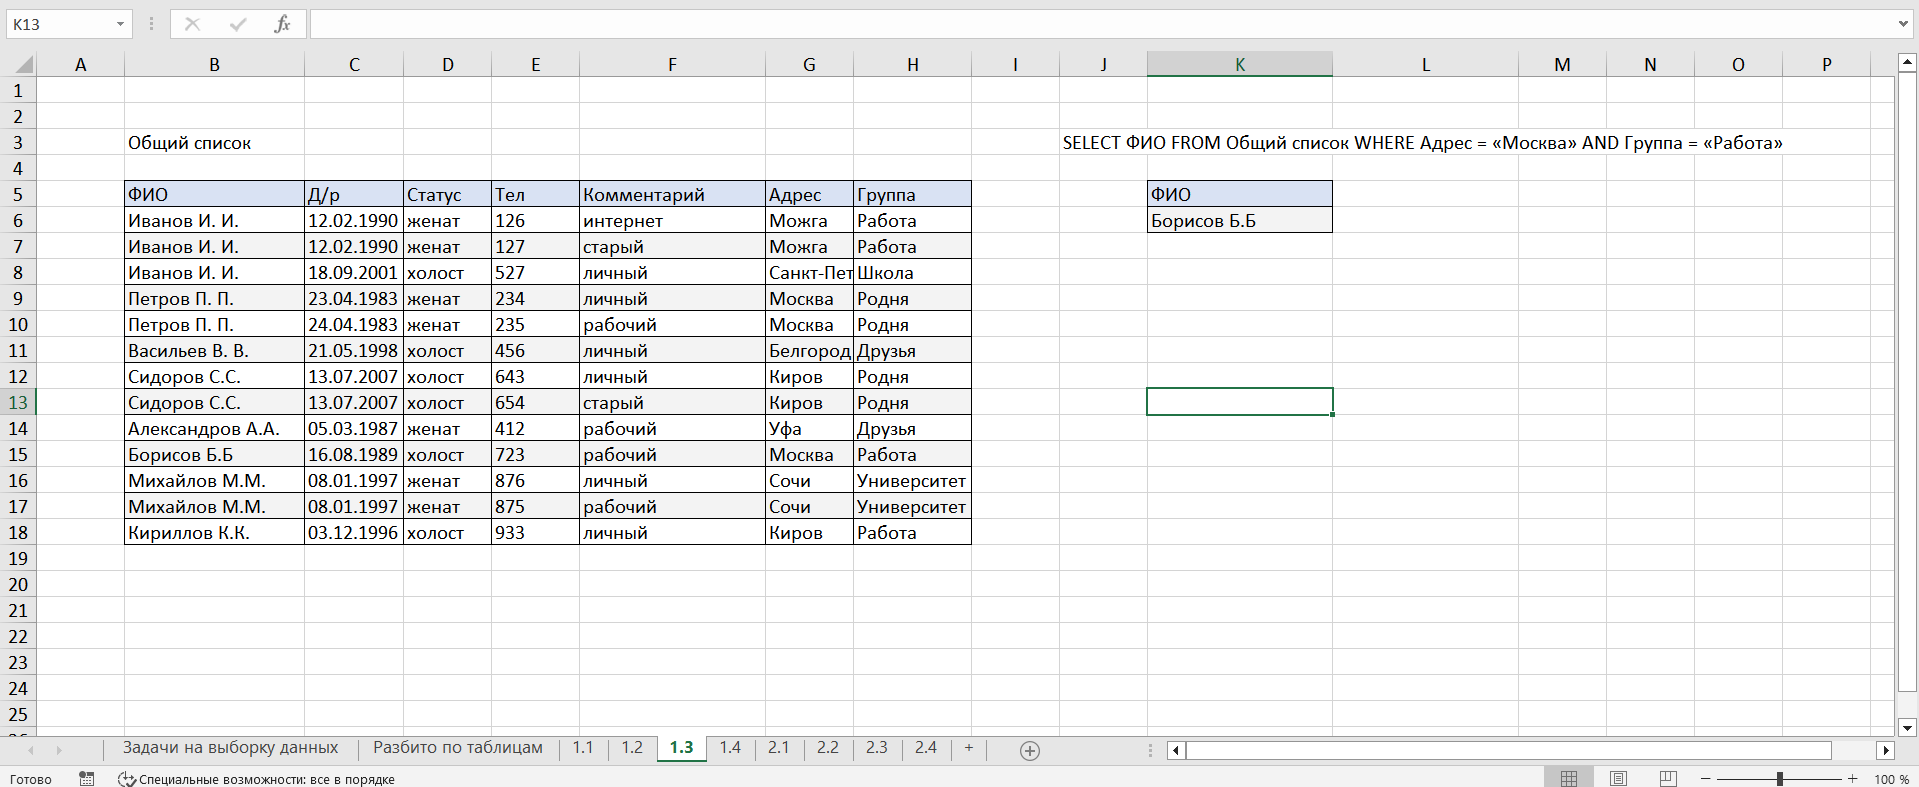 K13
fx
A B C D E F G H I J K L M N O P
1
2
3 Общий список SELECT ФИО FROM Общий список WHERE Адрес = «Москва» AND Группа = «Работа»
4
5 ФИО Д/р Статус Тел Комментарий Адрес Группа ФИО
6 Иванов И. И. 12.02.1990 женат 126 интернет Можга Работа Борисов Б.Б
7 Иванов И. И. 12.02.1990 женат 127 старый Можга Работа
8 Иванов И. И. 18.09.2001 холост 527 личный Санкт-Пет Школа
9 Петров П. П. 23.04.1983 женат 234 личный Москва Родня
10 Петров П. П. 24.04.1983 женат 235 рабочий Москва Родня
11 Васильев В. В. 21.05.1998 холост 456 личный Белгород Друзья
12 Сидоров С.С. 13.07.2007 холост 643 личный Киров Родня
13 Сидоров С.С. 13.07.2007 холост 654 старый Киров Родня
14 Александров А.А. 05.03.1987 женат 412 рабочий Уфа Друзья
15 Борисов Б.Б 16.08.1989 холост 723 рабочий Москва Работа
16 Михайлов М.М. 08.01.1997 женат 876 личный Сочи Университет
17 Михайлов М.М. 08.01.1997 женат 875 рабочий Сочи Университет
18 Кириллов К.К. 03.12.1996 холост 933 личный Киров Работа
19
20
21
22
23
24
25
Задачи на выборку данных Разбито по таблицам 1.1 1.2 1.3 1.4 2.1 2.2 2.3 2.4 +
Готово Специальные возможности: все в порядке 100 %